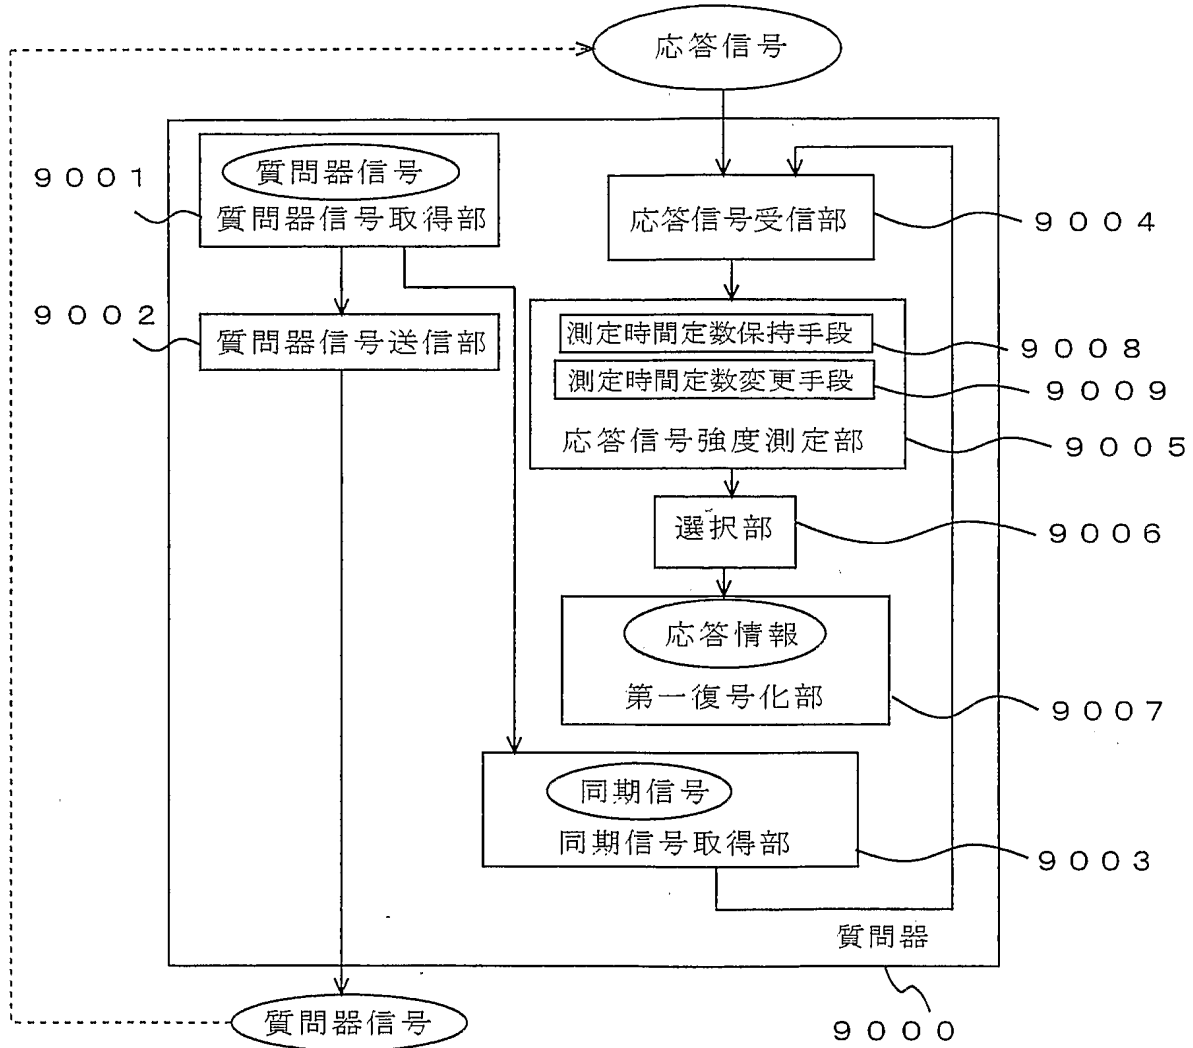 応答信号
9001
質問器信号
質問器信号取得部
9002
質問器信号送信部
応答信号受信部
9004
測定時間定数保持手段
9008
測定時間定数変更手段
9009
応答信号強度測定部
9005
選択部
9006
応答情報
第一復号化部
9007
同期信号
同期信号取得部
9003
質問器
9000
質問器信号